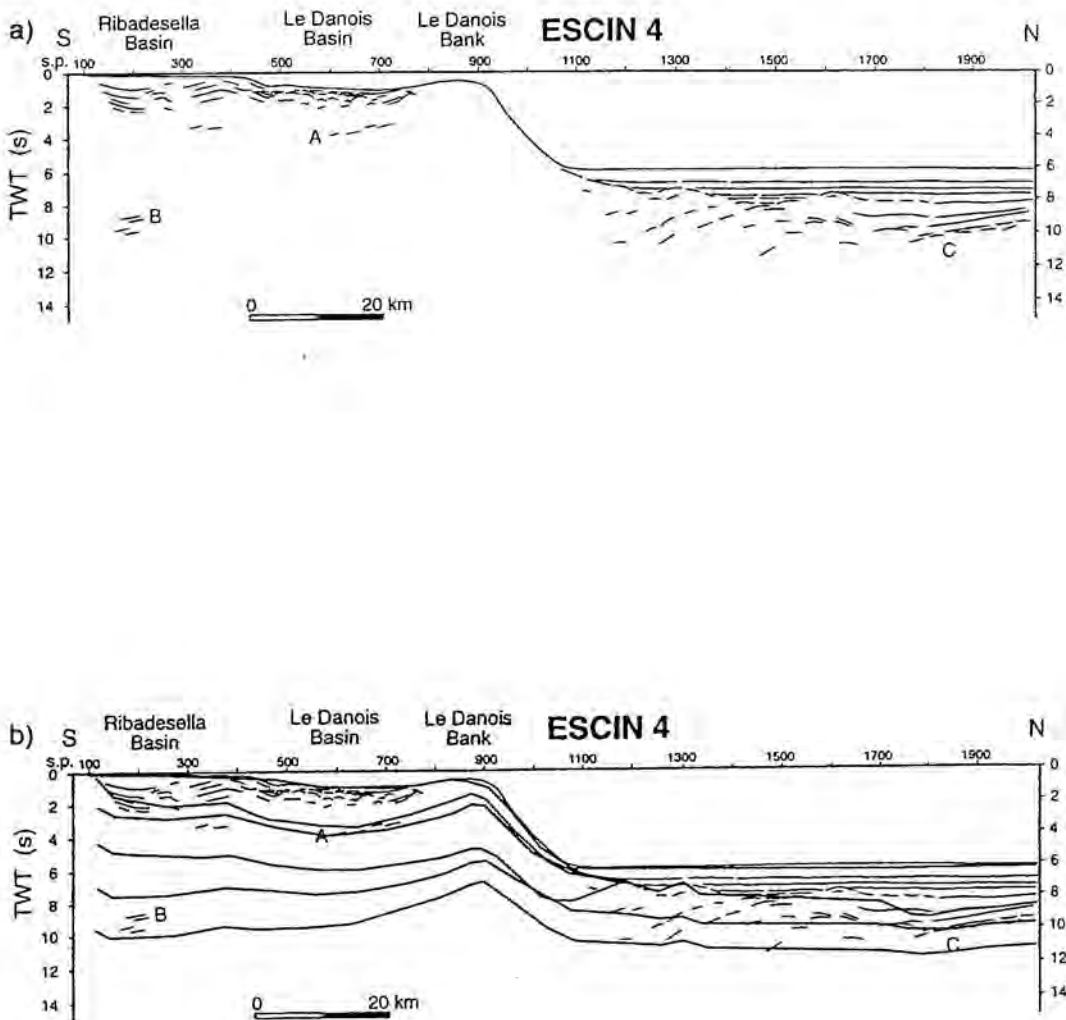 a) S Ribadesella Basin Le Danois Basin Le Danois Bank ESCIN 4 N
s.p. 100 300 500 700 900 1100 1300 1500 1700 1900
TWT (s)
0 2 4 6 8 10 12 14
0 2 4 6 8 10 12 14
A
B
C
0 20 km
b) S Ribadesella Basin Le Danois Basin Le Danois Bank ESCIN 4 N
s.p. 100 300 500 700 900 1100 1300 1500 1700 1900
TWT (s)
0 2 4 6 8 10 12 14
0 2 4 6 8 10 12 14
A
B
C
0 20 km